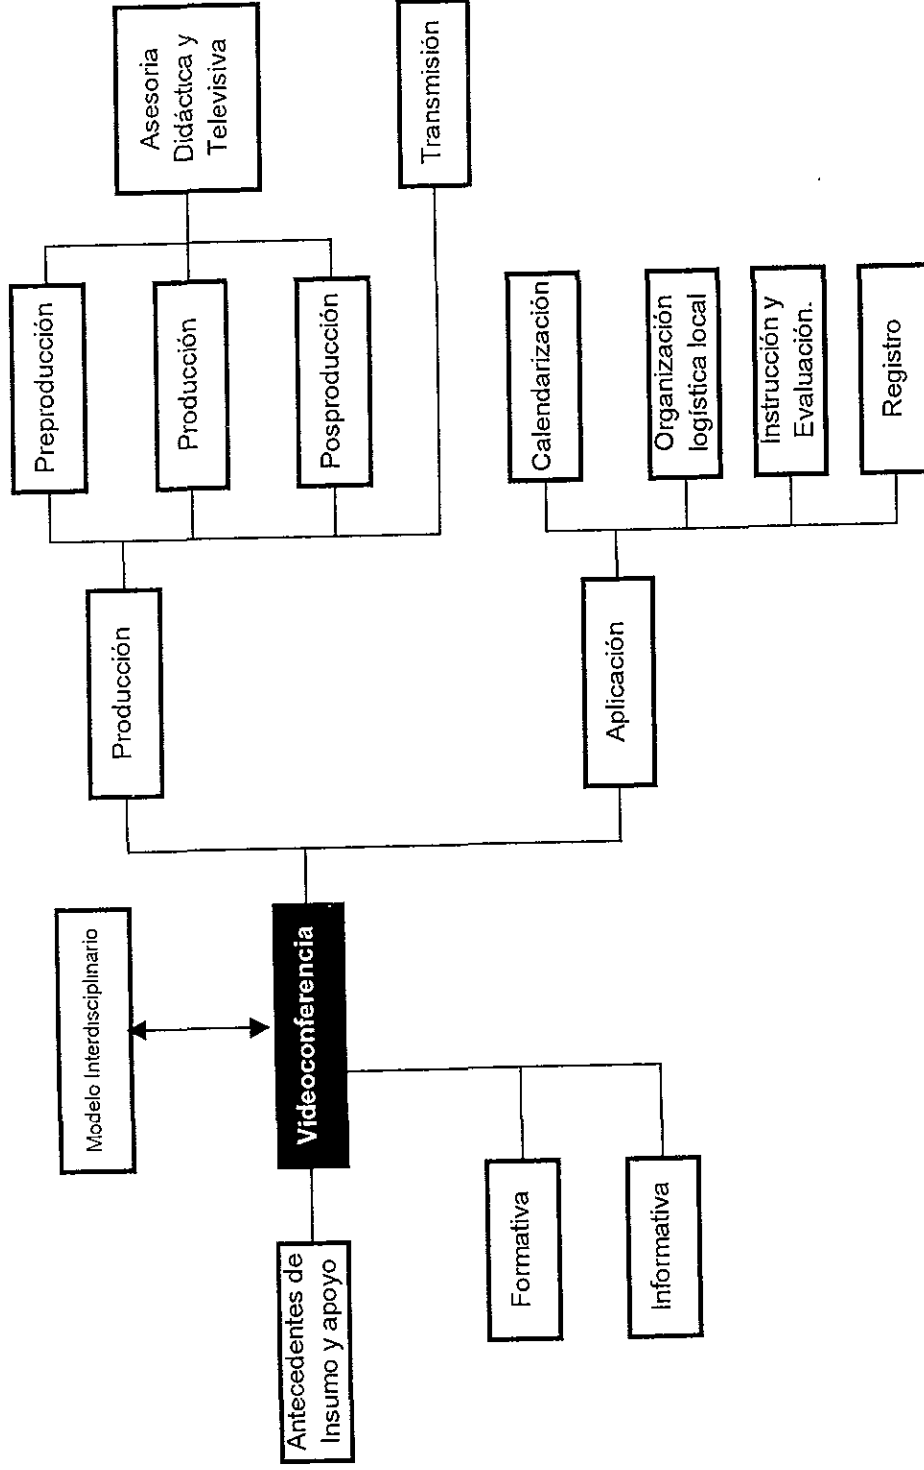 Modelo Interdisciplinario
Antecedentes de
Insumo y apoyo
Videoconferencia
Formativa
Informativa
Producción
Preproducción
Producción
Posproducción
Asesoria
Didáctica y
Televisiva
Transmisión
Aplicación
Calendarización
Organización
logística local
Instrucción y
Evaluación.
Registro